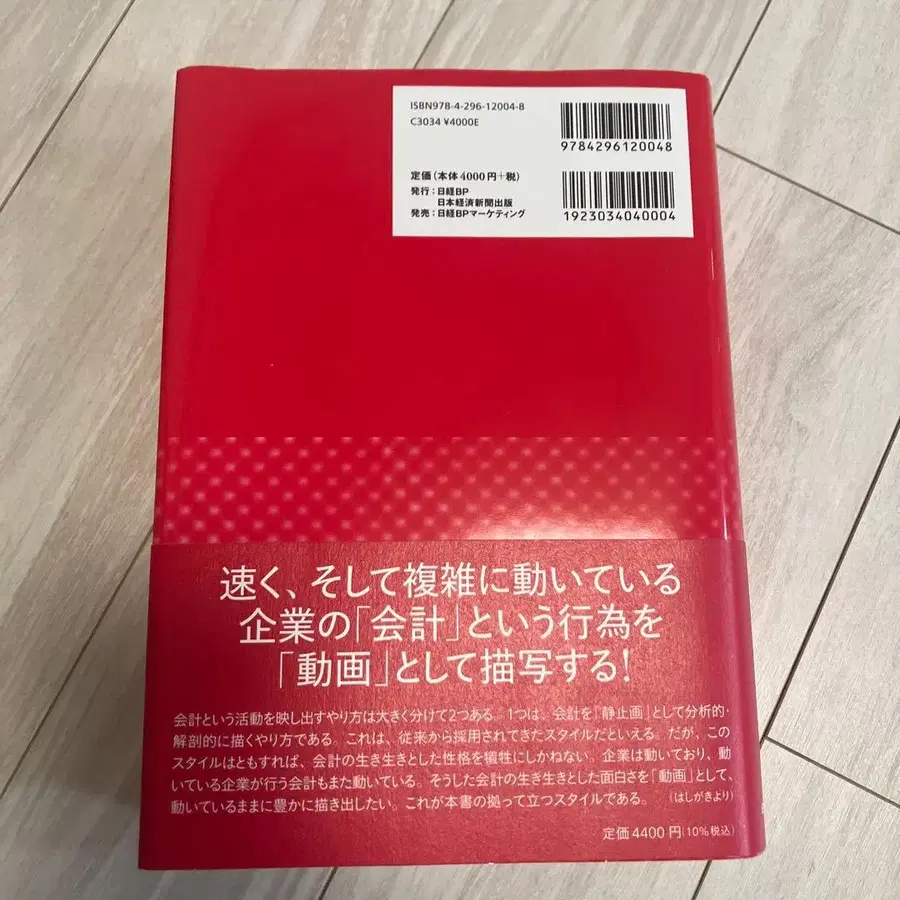 ISBN978-4-296-12004-8
C3034 ¥4000E
9784296120048
定価(本体4000円+税)
発行:日経BP
日本経済新聞出版
発売:日経BPマーケティング
1923034040004
速く、そして複雑に動いている
企業の「会計」という行為を
「動画」として描写する!
会計という活動を映し出すやり方は大きく分けて2つある。1つは、会計を「静止画」として分析的・
解剖的に描くやり方である。これは、従来から採用されてきたスタイルだといえる。だが、この
スタイルはともすれば、会計の生き生きとした性格を犠牲にしかねない。企業は動いており、動
いている企業が行う会計もまた動いている。そうした会計の生き生きとした面白さを「動画」として、
動いているままに豊かに描き出したい。これが本書の拠って立つスタイルである。 (はしがきより)
定価4400円(10%税込)